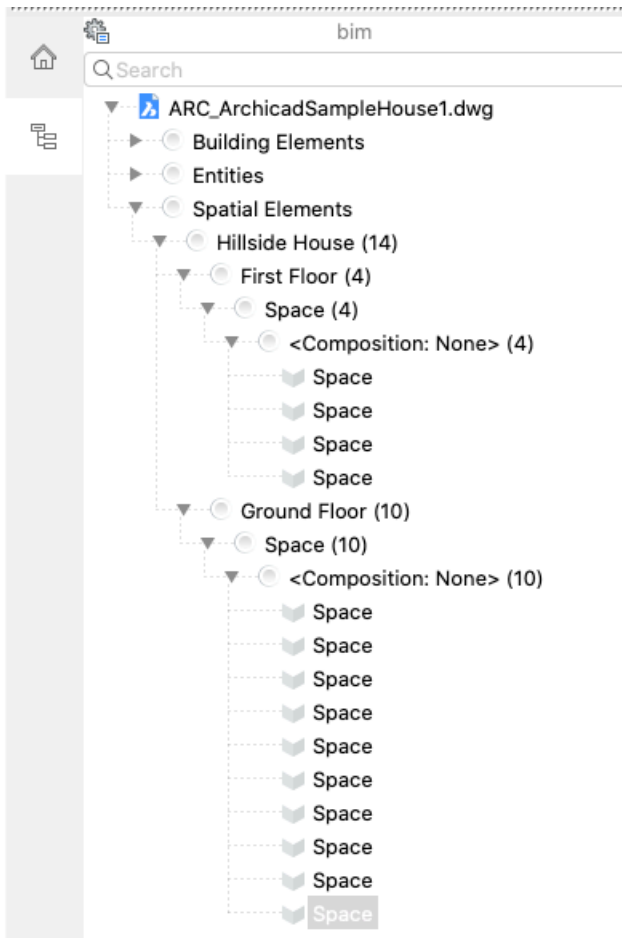 bim
Search
ARC_ArchicadSampleHouse1.dwg
Building Elements
Entities
Spatial Elements
Hillside House (14)
First Floor (4)
Space (4)
<Composition: None> (4)
Space
Space
Space
Space
Ground Floor (10)
Space (10)
<Composition: None> (10)
Space
Space
Space
Space
Space
Space
Space
Space
Space
Space